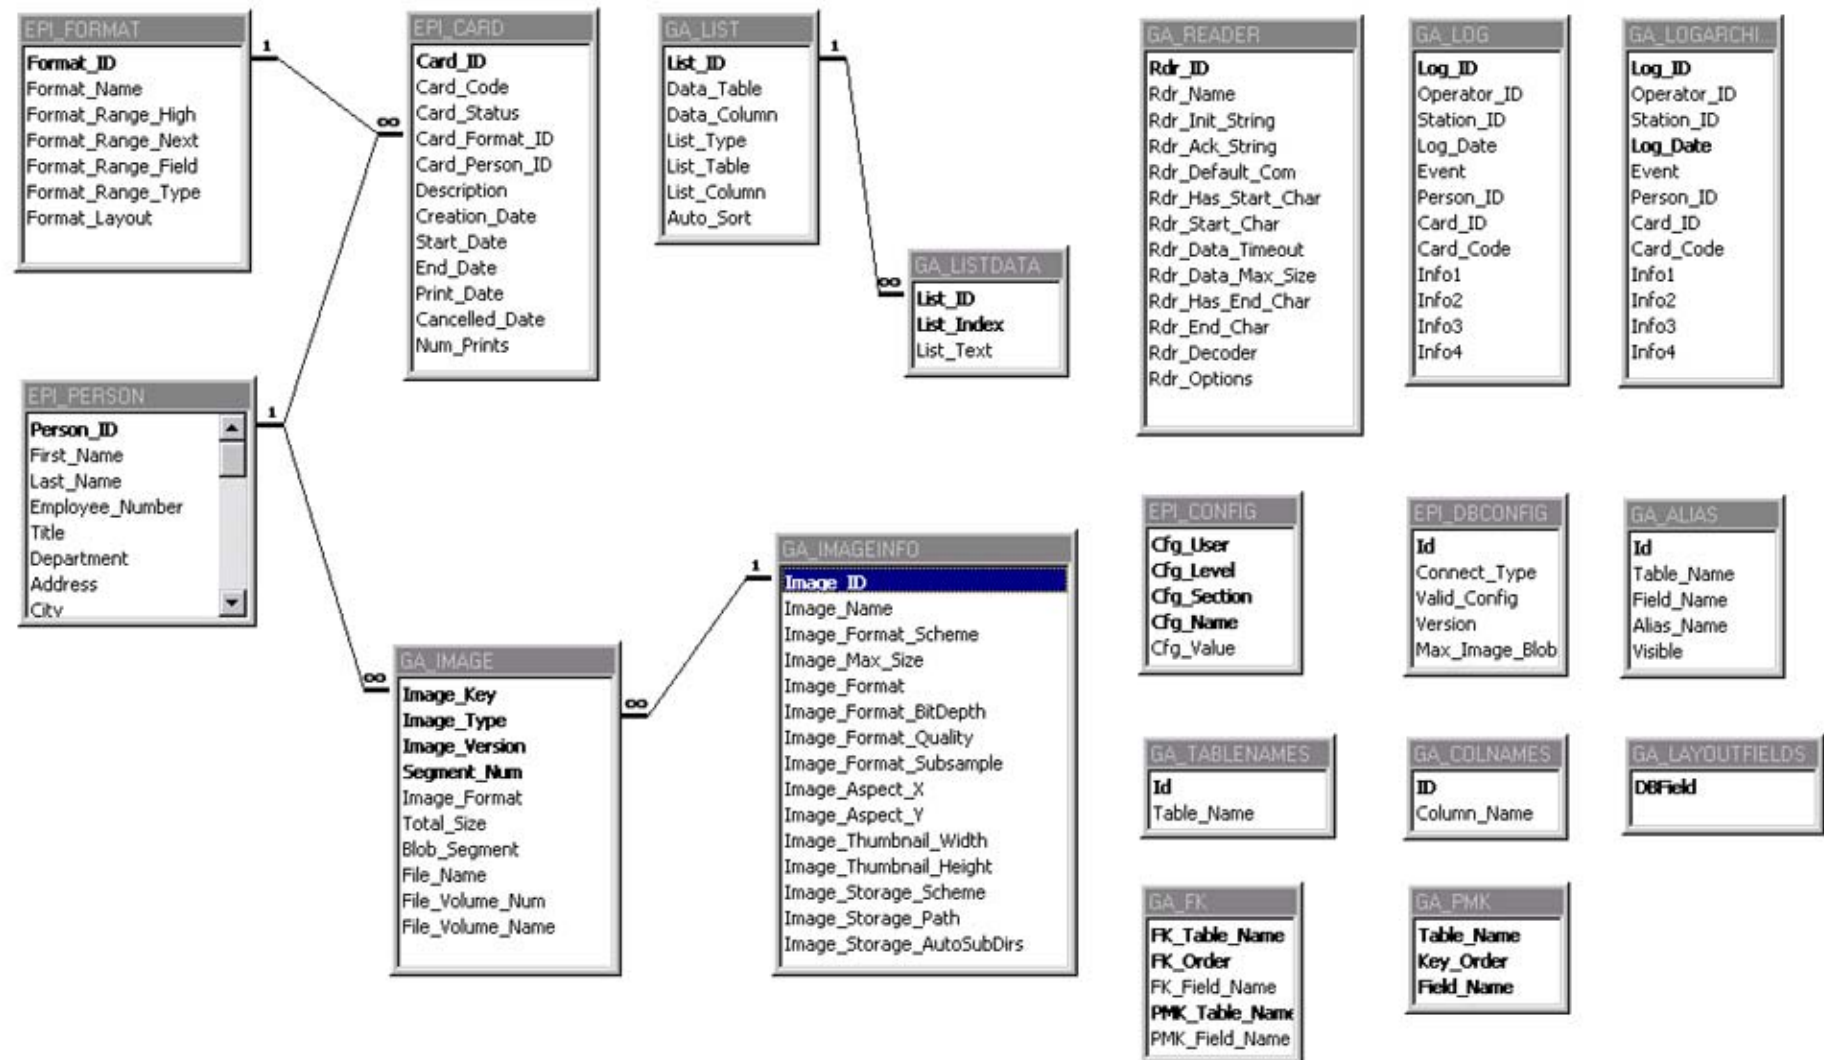 EPI_FORMAT
Format_ID
Format_Name
Format_Range_High
Format_Range_Next
Format_Range_Field
Format_Range_Type
Format_Layout
1
∞
EPI_CARD
Card_ID
Card_Code
Card_Status
Card_Format_ID
Card_Person_ID
Description
Creation_Date
Start_Date
End_Date
Print_Date
Cancelled_Date
Num_Prints
GA_LIST
List_ID
Data_Table
Data_Column
List_Type
List_Table
List_Column
Auto_Sort
1
∞
GA_LISTDATA
List_ID
List_Index
List_Text
GA_READER
Rdr_ID
Rdr_Name
Rdr_Init_String
Rdr_Ack_String
Rdr_Default_Com
Rdr_Has_Start_Char
Rdr_Start_Char
Rdr_Data_Timeout
Rdr_Data_Max_Size
Rdr_Has_End_Char
Rdr_End_Char
Rdr_Decoder
Rdr_Options
GA_LOG
Log_ID
Operator_ID
Station_ID
Log_Date
Event
Person_ID
Card_ID
Card_Code
Info1
Info2
Info3
Info4
GA_LOGARCHI...
Log_ID
Operator_ID
Station_ID
Log_Date
Event
Person_ID
Card_ID
Card_Code
Info1
Info2
Info3
Info4
EPI_PERSON
Person_ID
First_Name
Last_Name
Employee_Number
Title
Department
Address
City
1
∞
GA_IMAGE
Image_Key
Image_Type
Image_Version
Segment_Num
Image_Format
Total_Size
Blob_Segment
File_Name
File_Volume_Num
File_Volume_Name
∞
1
GA_IMAGEINFO
Image_ID
Image_Name
Image_Format_Scheme
Image_Max_Size
Image_Format
Image_Format_BitDepth
Image_Format_Quality
Image_Format_Subsample
Image_Aspect_X
Image_Aspect_Y
Image_Thumbnail_Width
Image_Thumbnail_Height
Image_Storage_Scheme
Image_Storage_Path
Image_Storage_AutoSubDirs
EPI_CONFIG
Cfg_User
Cfg_Level
Cfg_Section
Cfg_Name
Cfg_Value
EPI_DBCONFIG
Id
Connect_Type
Valid_Config
Version
Max_Image_Blob
GA_ALIAS
Id
Table_Name
Field_Name
Alias_Name
Visible
GA_TABLENAMES
Id
Table_Name
GA_COLNAMES
ID
Column_Name
GA_LAYOUTFIELDS
DBField
GA_FK
FK_Table_Name
FK_Order
FK_Field_Name
PMK_Table_Name
PMK_Field_Name
GA_PMK
Table_Name
Key_Order
Field_Name